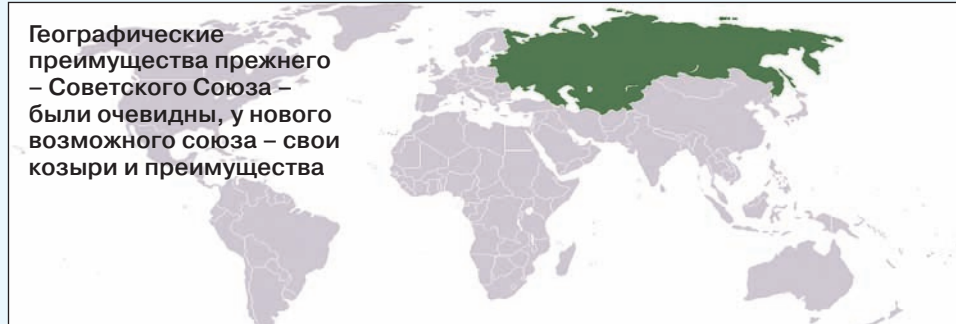 Географические
преимущества прежнего
– Советского Союза –
были очевидны, у нового
возможного союза – свои
козыри и преимущества